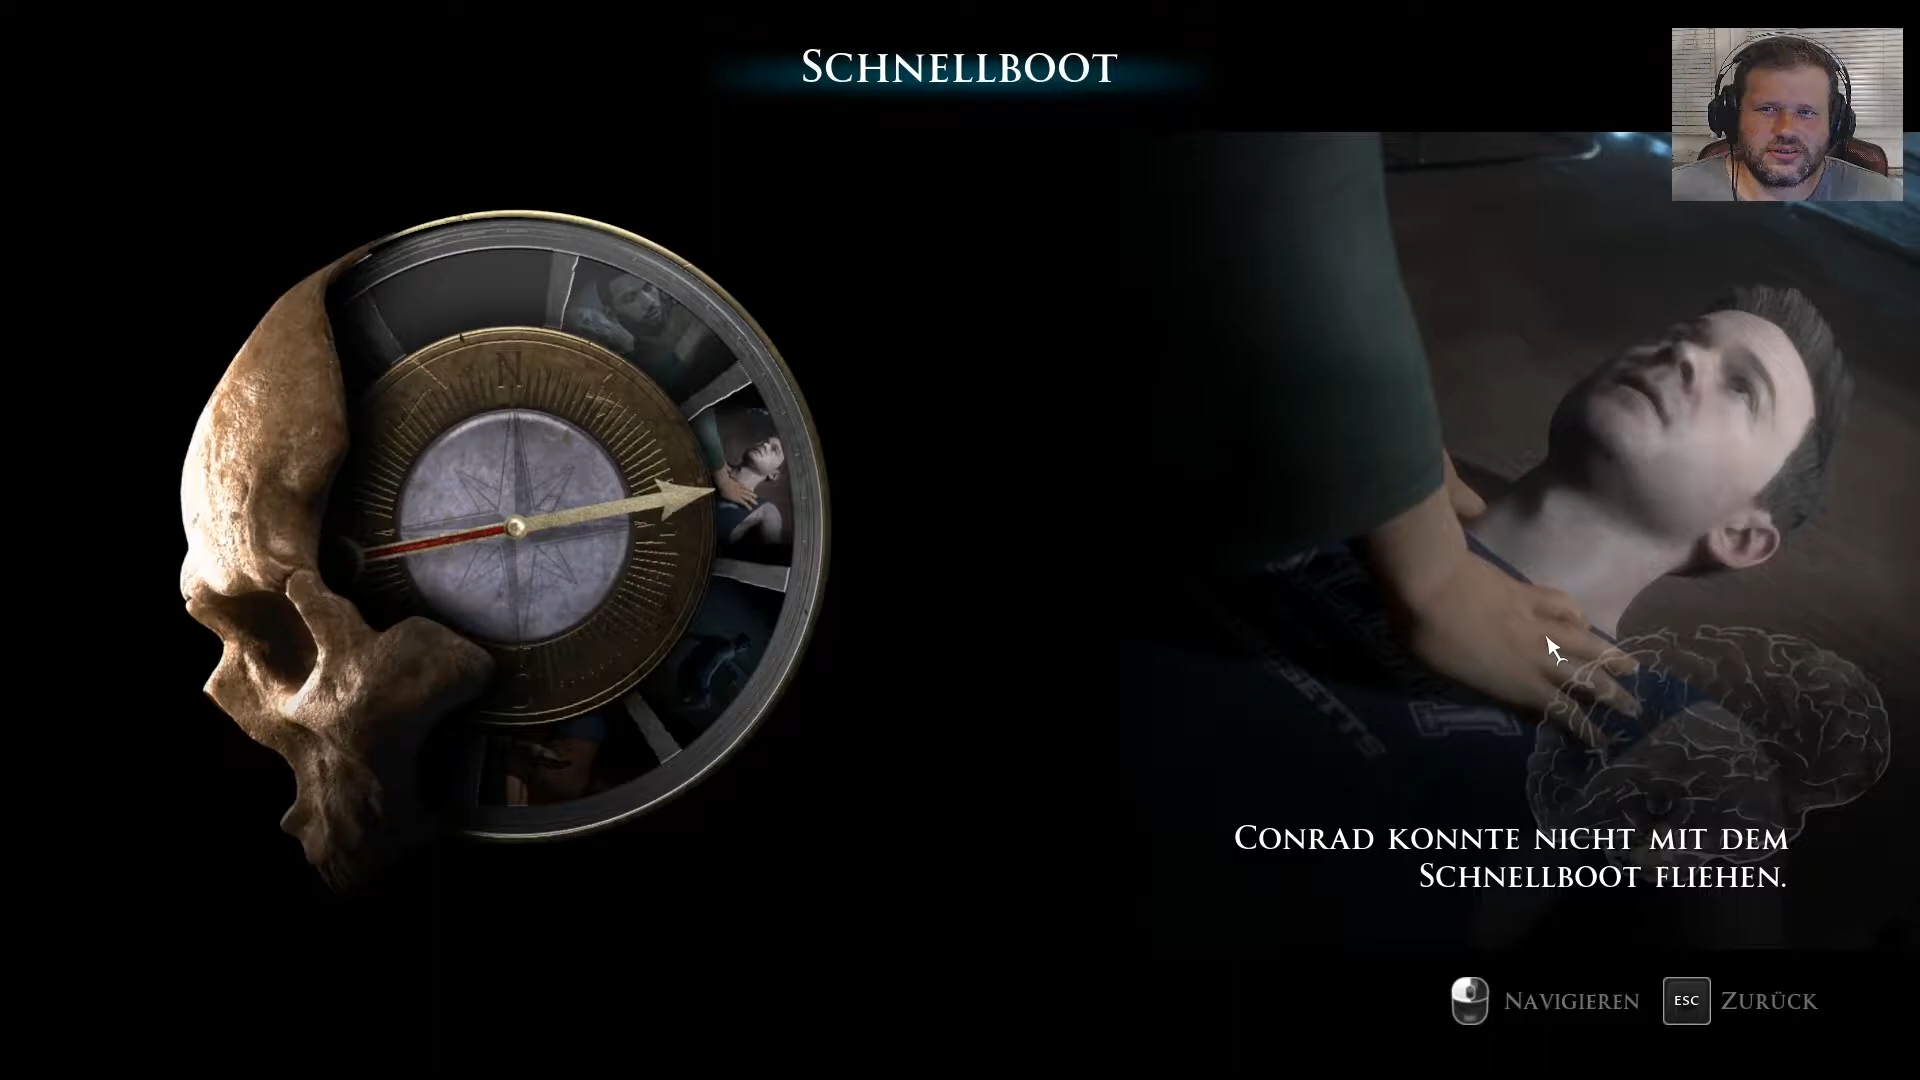 Schnellboot
N
Conrad konnte nicht mit dem
Schnellboot fliehen.
Navigieren
ESC
Zurück